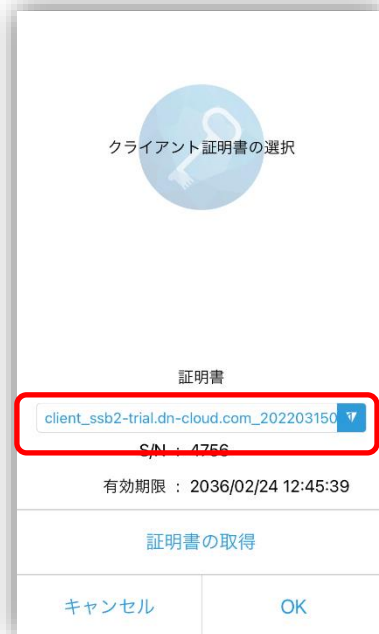 クライアント証明書の選択
証明書
client_ssb2-trial.dn-cloud.com_202203150
S/N : 4756
有効期限 : 2036/02/24 12:45:39
証明書の取得
キャンセル
OK